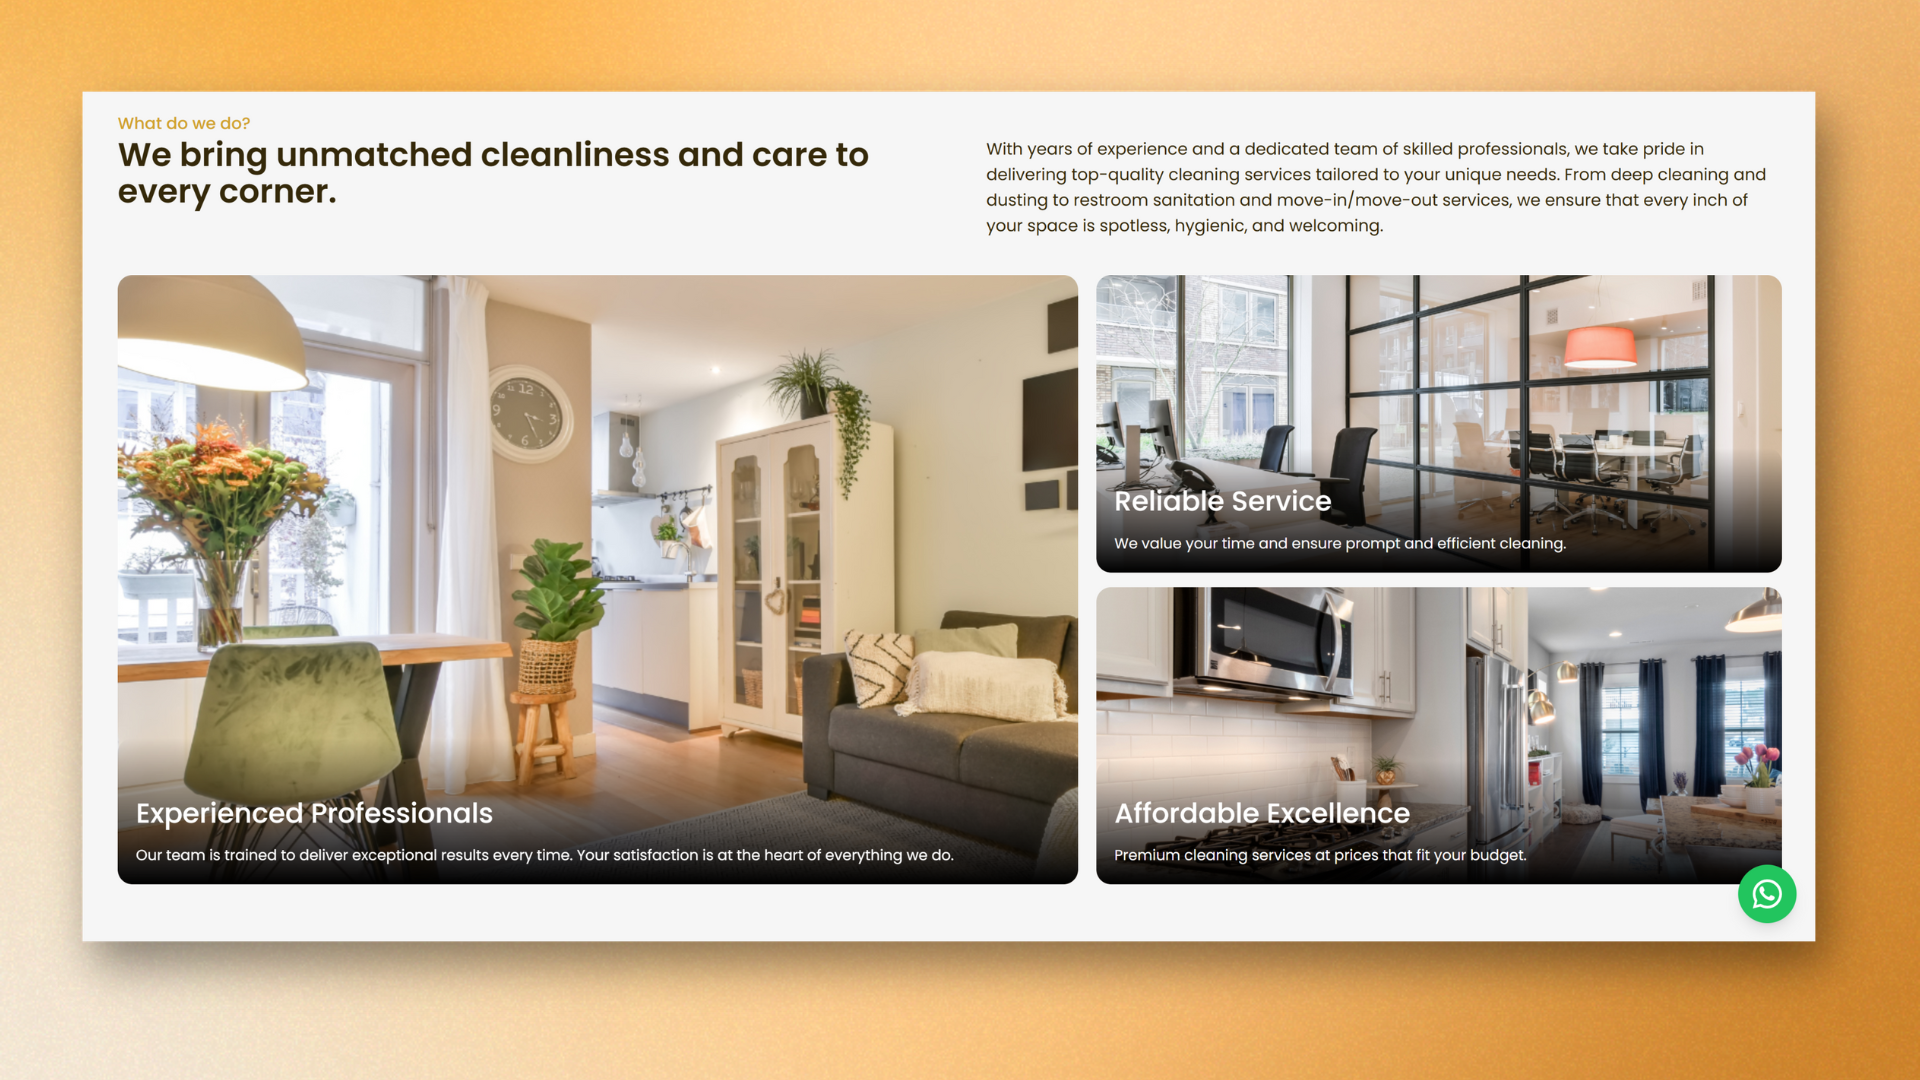 What do we do?
We bring unmatched cleanliness and care to
every corner.
With years of experience and a dedicated team of skilled professionals, we take pride in
delivering top-quality cleaning services tailored to your unique needs. From deep cleaning and
dusting to restroom sanitation and move-in/move-out services, we ensure that every inch of
your space is spotless, hygienic, and welcoming.
12
9
3
6
Reliable Service
We value your time and ensure prompt and efficient cleaning.
Experienced Professionals
Our team is trained to deliver exceptional results every time. Your satisfaction is at the heart of everything we do.
Affordable Excellence
Premium cleaning services at prices that fit your budget.